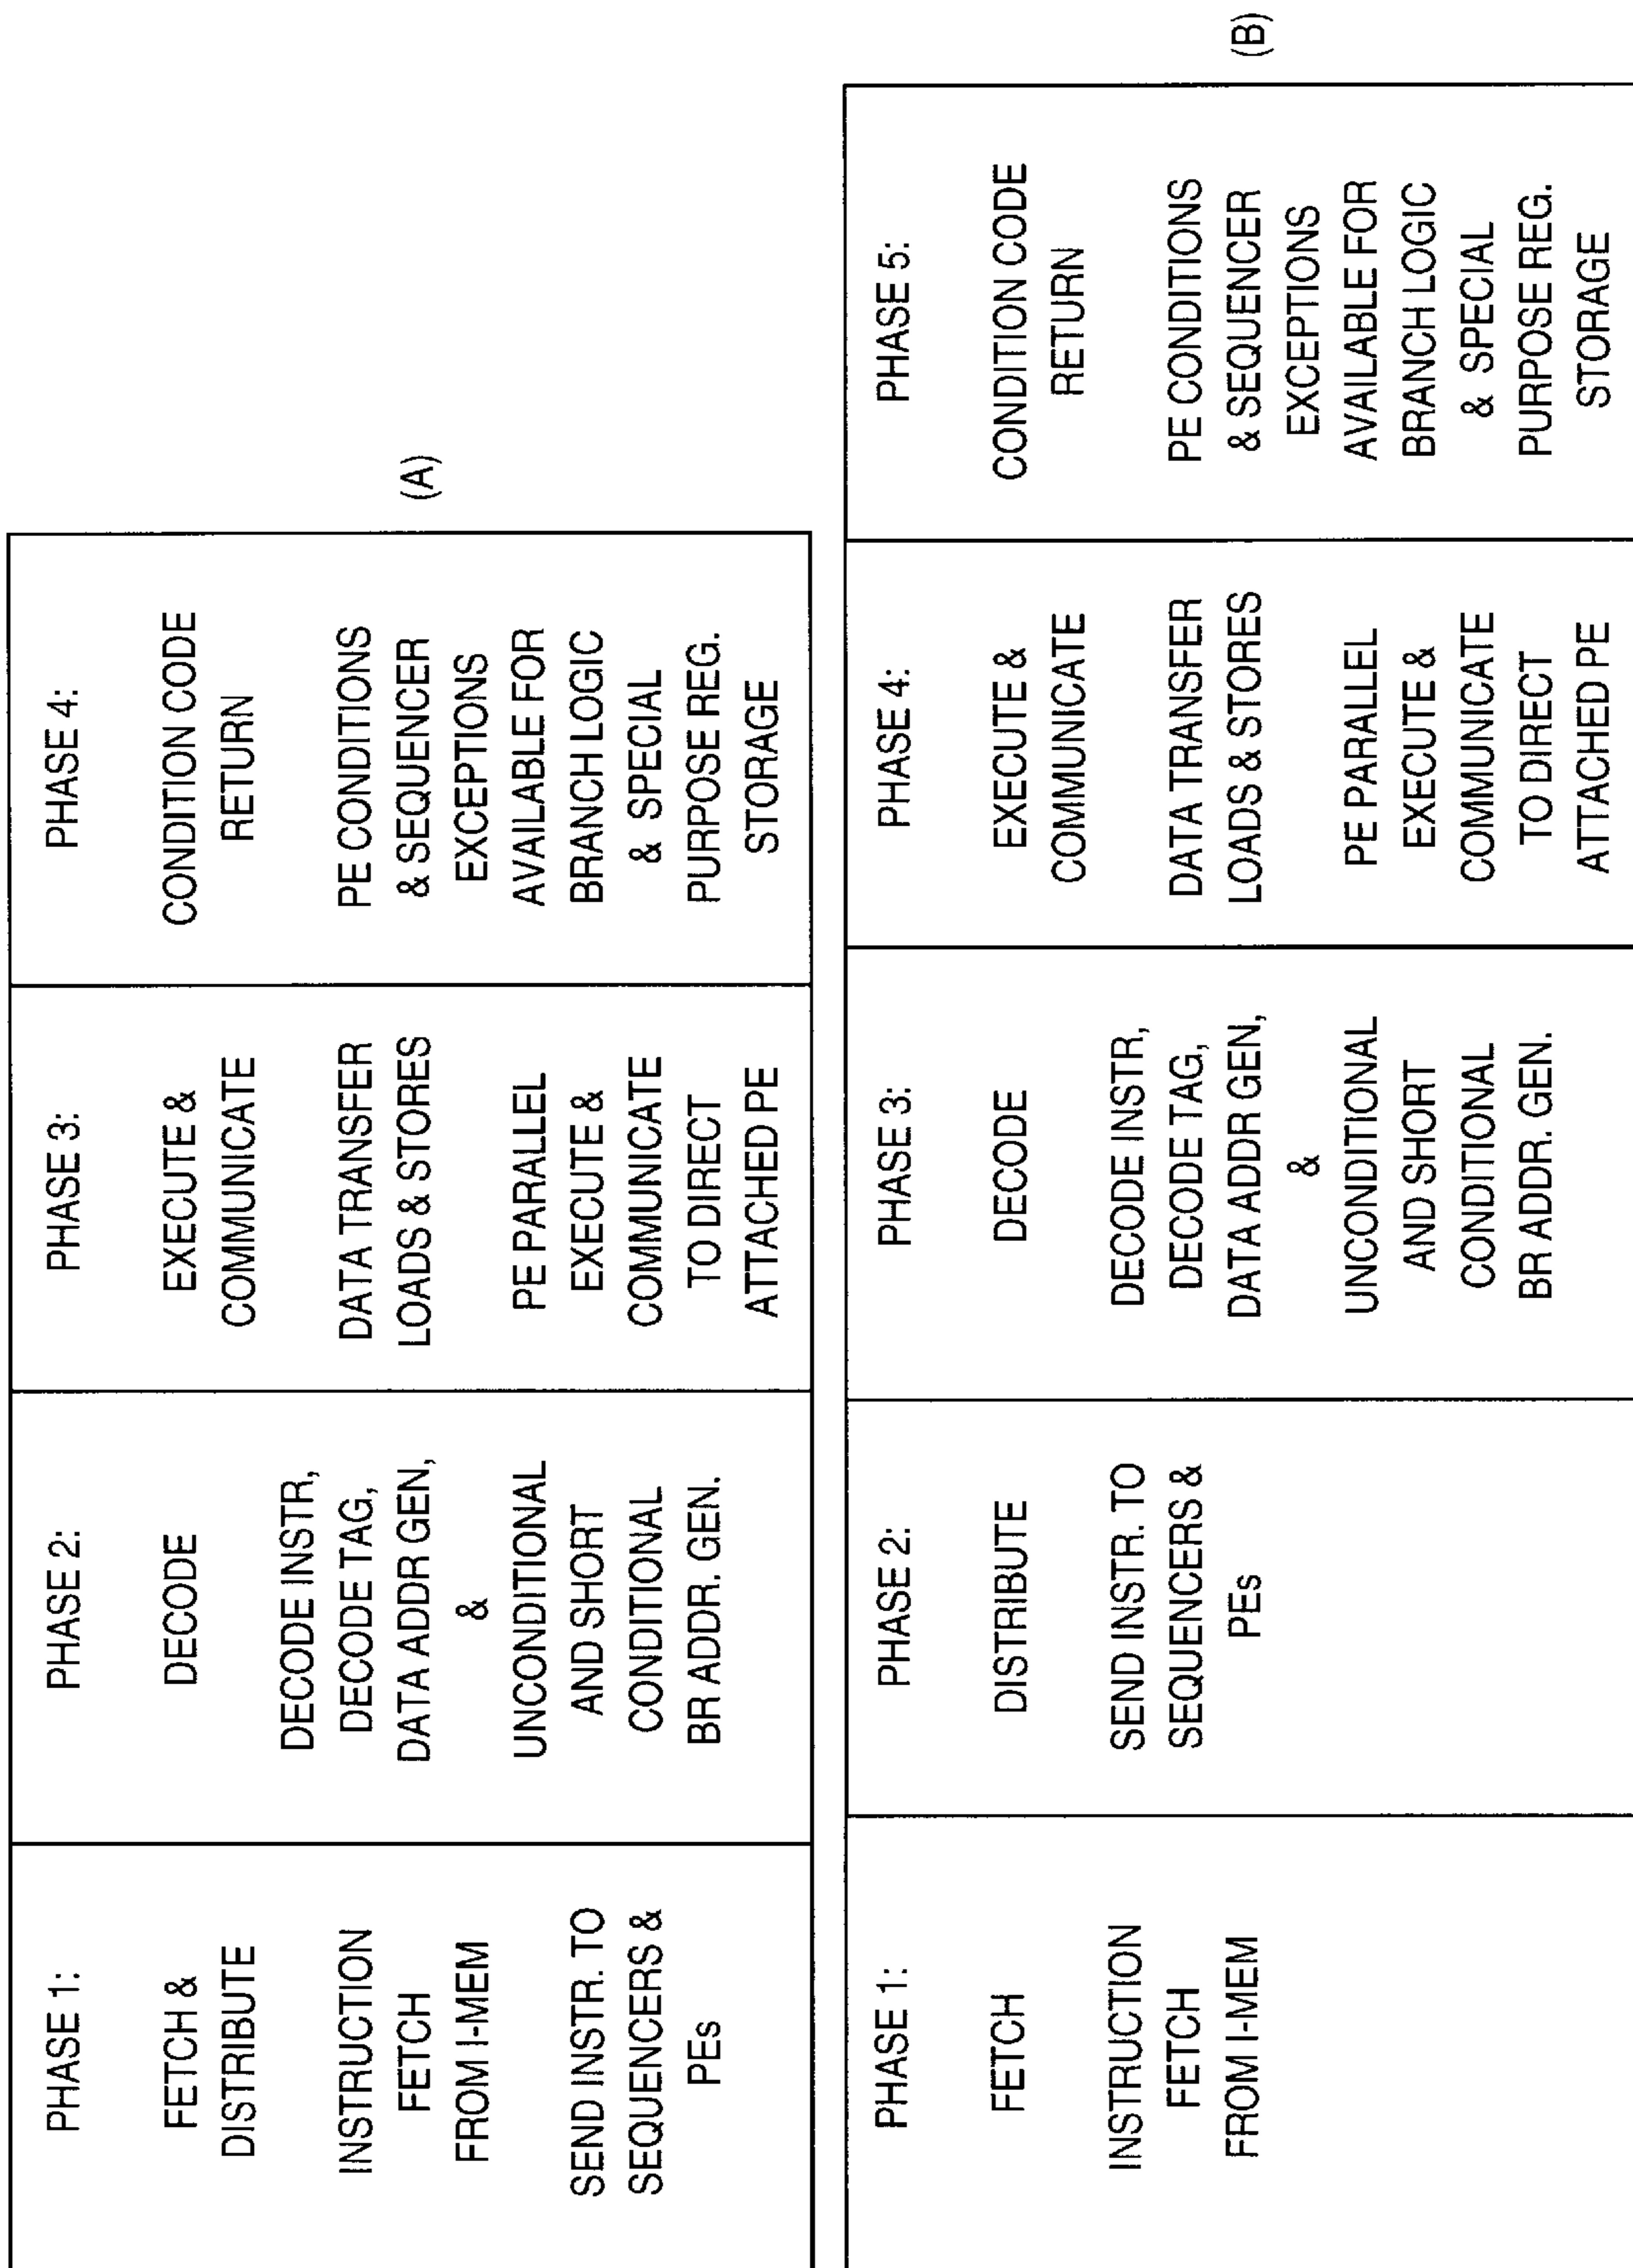 PHASE 1:
FETCH &
DISTRIBUTE
INSTRUCTION
FETCH
FROM I-MEM
SEND INSTR. TO
SEQUENCERS &
PEs
PHASE 2:
DECODE
DECODE INSTR,
DECODE TAG,
DATA ADDR GEN,
&
UNCONDITIONAL
AND SHORT
CONDITIONAL
BR ADDR. GEN.
PHASE 3:
EXECUTE &
COMMUNICATE
DATA TRANSFER
LOADS & STORES
PE PARALLEL
EXECUTE &
COMMUNICATE
TO DIRECT
ATTACHED PE
PHASE 4:
CONDITION CODE
RETURN
PE CONDITIONS
& SEQUENCER
EXCEPTIONS
AVAILABLE FOR
BRANCH LOGIC
& SPECIAL
PURPOSE REG.
STORAGE
(A)
PHASE 1:
FETCH
INSTRUCTION
FETCH
FROM I-MEM
PHASE 2:
DISTRIBUTE
SEND INSTR. TO
SEQUENCERS &
PEs
PHASE 3:
DECODE
DECODE INSTR,
DECODE TAG,
DATA ADDR GEN,
&
UNCONDITIONAL
AND SHORT
CONDITIONAL
BR ADDR. GEN.
PHASE 4:
EXECUTE &
COMMUNICATE
DATA TRANSFER
LOADS & STORES
PE PARALLEL
EXECUTE &
COMMUNICATE
TO DIRECT
ATTACHED PE
PHASE 5:
CONDITION CODE
RETURN
PE CONDITIONS
& SEQUENCER
EXCEPTIONS
AVAILABLE FOR
BRANCH LOGIC
& SPECIAL
PURPOSE REG.
STORAGE
(B)